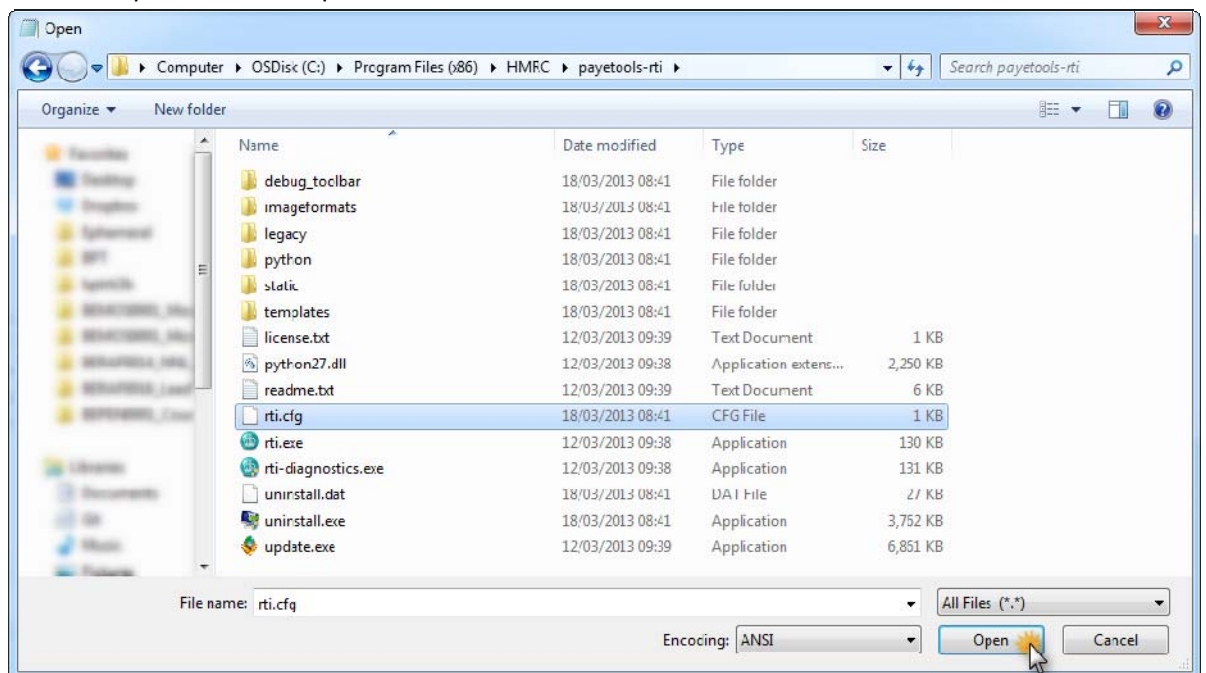 Open
Computer ▸ OSDisk (C:) ▸ Program Files (x86) ▸ HMRC ▸ payetools-rti ▸ Search payetools-rti
Organize New folder
Name Date modified Type Size
debug_toolbar 18/03/2013 08:41 File folder
imageformats 18/03/2013 08:41 File folder
legacy 18/03/2013 08:41 File folder
python 18/03/2013 08:41 File folder
static 18/03/2013 08:41 File folder
templates 18/03/2013 08:41 File folder
license.txt 12/03/2013 09:39 Text Document 1 KB
python27.dll 12/03/2013 09:38 Application extens... 2,250 KB
readme.txt 12/03/2013 09:39 Text Document 6 KB
rti.cfg 18/03/2013 08:41 CFG File 1 KB
rti.exe 12/03/2013 09:38 Application 130 KB
rti-diagnostics.exe 12/03/2013 09:38 Application 131 KB
uninstall.dat 18/03/2013 08:41 DAT File 27 KB
uninstall.exe 18/03/2013 08:41 Application 3,752 KB
update.exe 12/03/2013 09:39 Application 6,851 KB
File name: rti.cfg All Files (*.*)
Encoding: ANSI Open Cancel